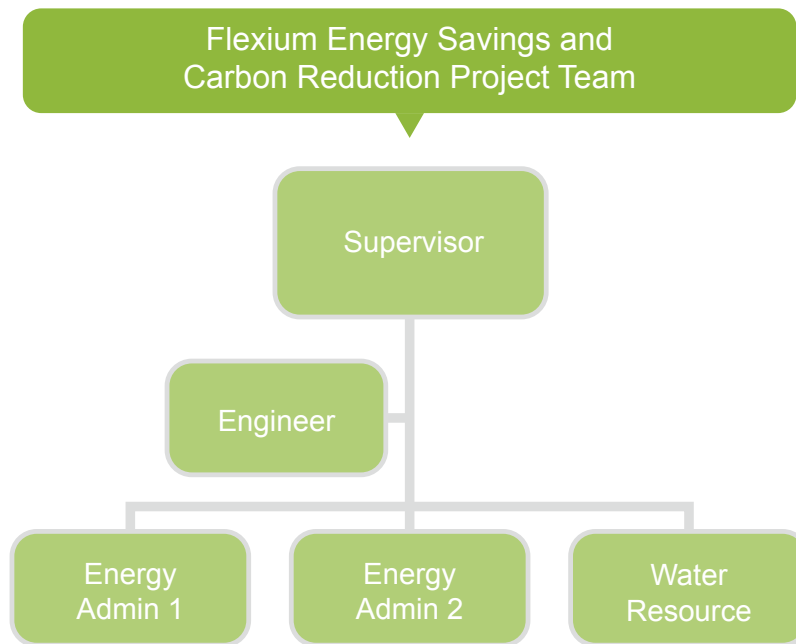 Flexium Energy Savings and
Carbon Reduction Project Team
Supervisor
Engineer
Energy
Admin 1
Energy
Admin 2
Water
Resource